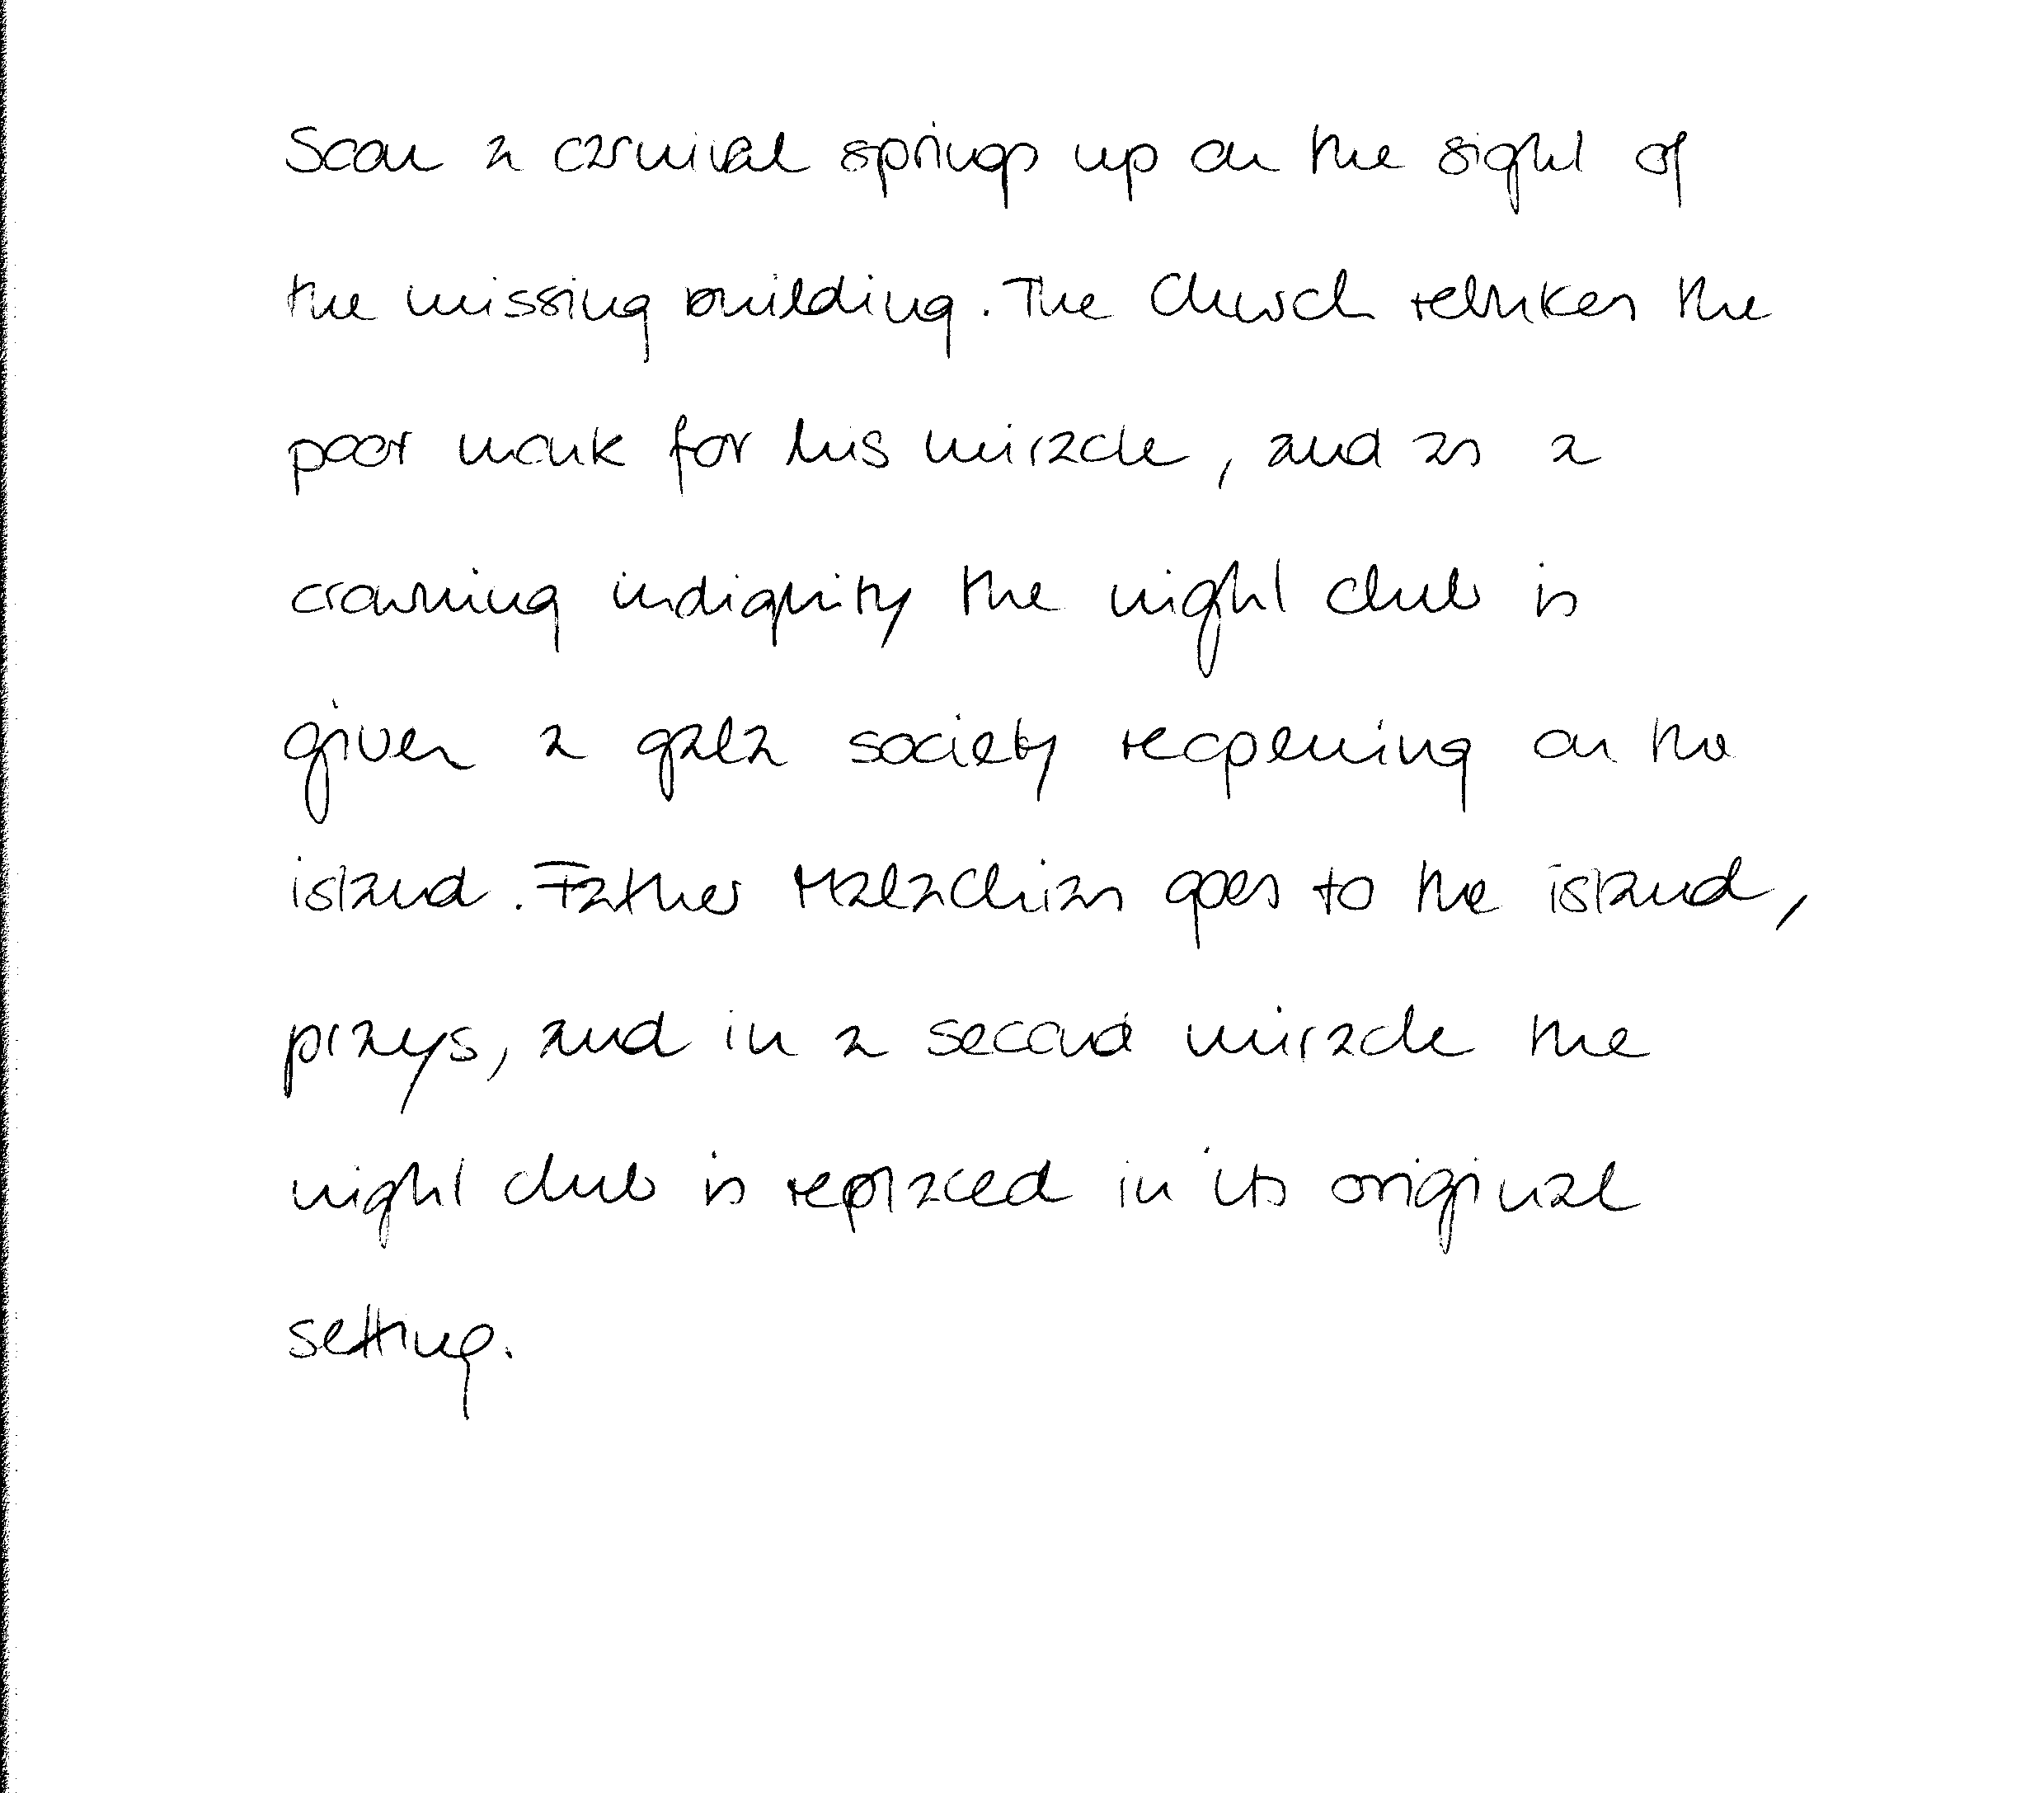 Scon a carnival springs up on the sight of
the missing building. The Church rebukes the
poor monk for his miracle, and as a
crowning indignity the night club is
given a gala society reopening on the
island. Father Malachias goes to the island,
prays, and in a second miracle the
night club is replaced in its original
setting.